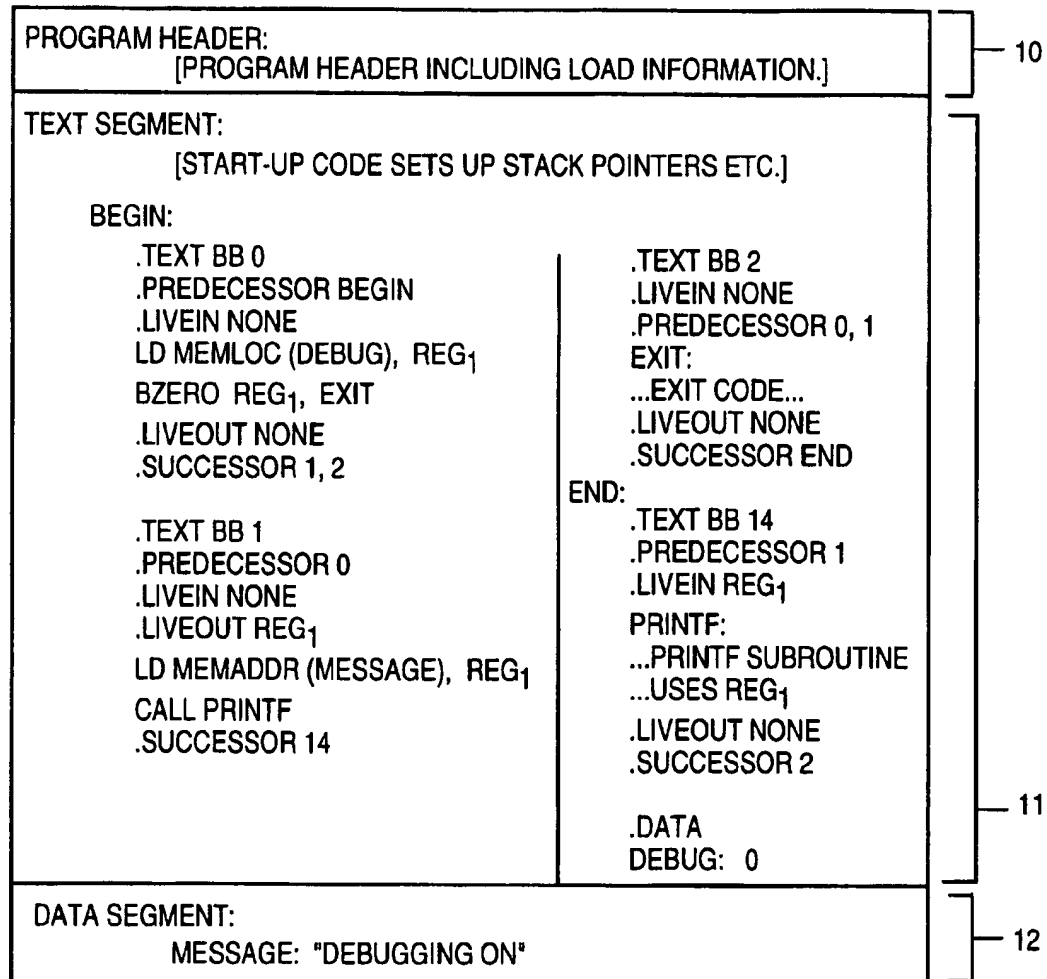 PROGRAM HEADER:
[PROGRAM HEADER INCLUDING LOAD INFORMATION.]
10
TEXT SEGMENT:
[START-UP CODE SETS UP STACK POINTERS ETC.]
BEGIN:
.TEXT BB 0
.PREDECESSOR BEGIN
.LIVEIN NONE
LD MEMLOC (DEBUG), REG₁
BZERO REG₁, EXIT
.LIVEOUT NONE
.SUCCESSOR 1, 2
.TEXT BB 1
.PREDECESSOR 0
.LIVEIN NONE
.LIVEOUT REG₁
LD MEMADDR (MESSAGE), REG₁
CALL PRINTF
.SUCCESSOR 14
.TEXT BB 2
.LIVEIN NONE
.PREDECESSOR 0, 1
EXIT:
...EXIT CODE...
.LIVEOUT NONE
.SUCCESSOR END
END:
.TEXT BB 14
.PREDECESSOR 1
.LIVEIN REG₁
PRINTF:
...PRINTF SUBROUTINE
...USES REG₁
.LIVEOUT NONE
.SUCCESSOR 2
.DATA
DEBUG: 0
11
DATA SEGMENT:
MESSAGE: "DEBUGGING ON"
12